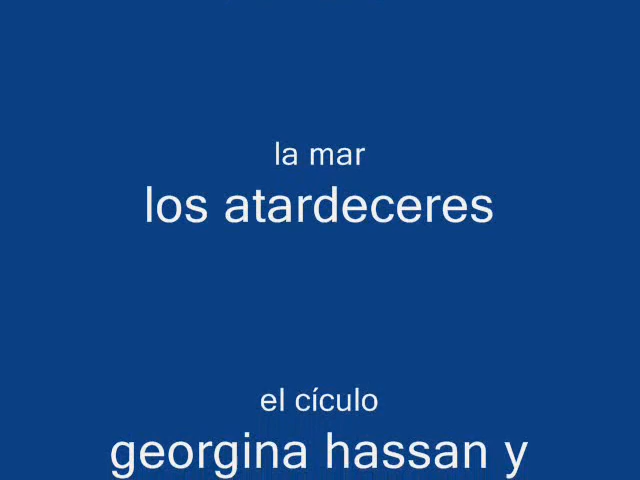 la mar
los atardeceres
el cículo
georgina hassan y